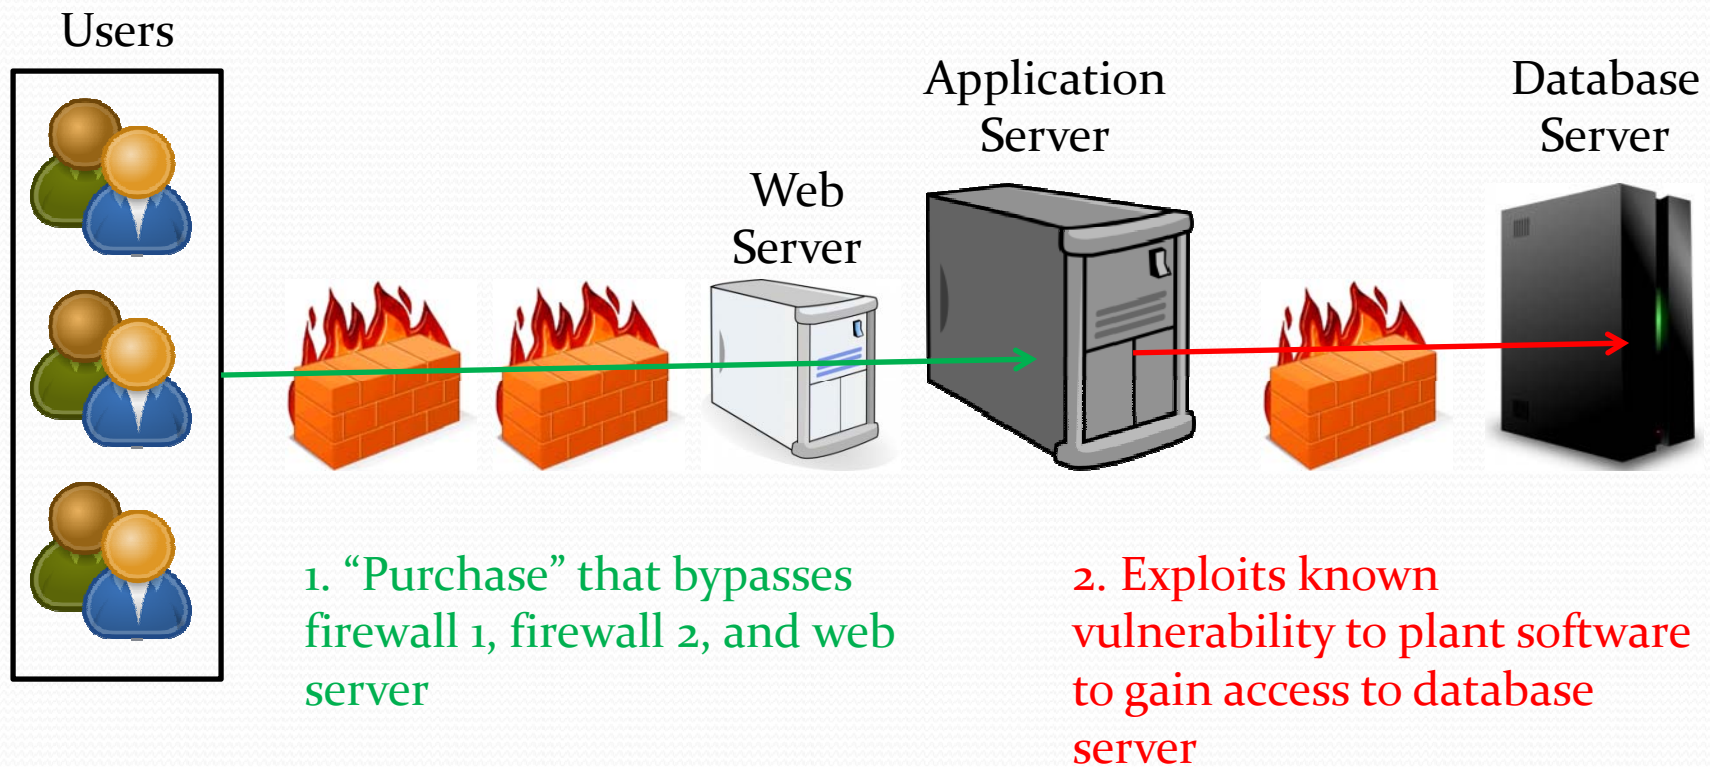 Users
Application
Server
Database
Server
Web
Server
1. “Purchase” that bypasses
firewall 1, firewall 2, and web
server
2. Exploits known
vulnerability to plant software
to gain access to database
server